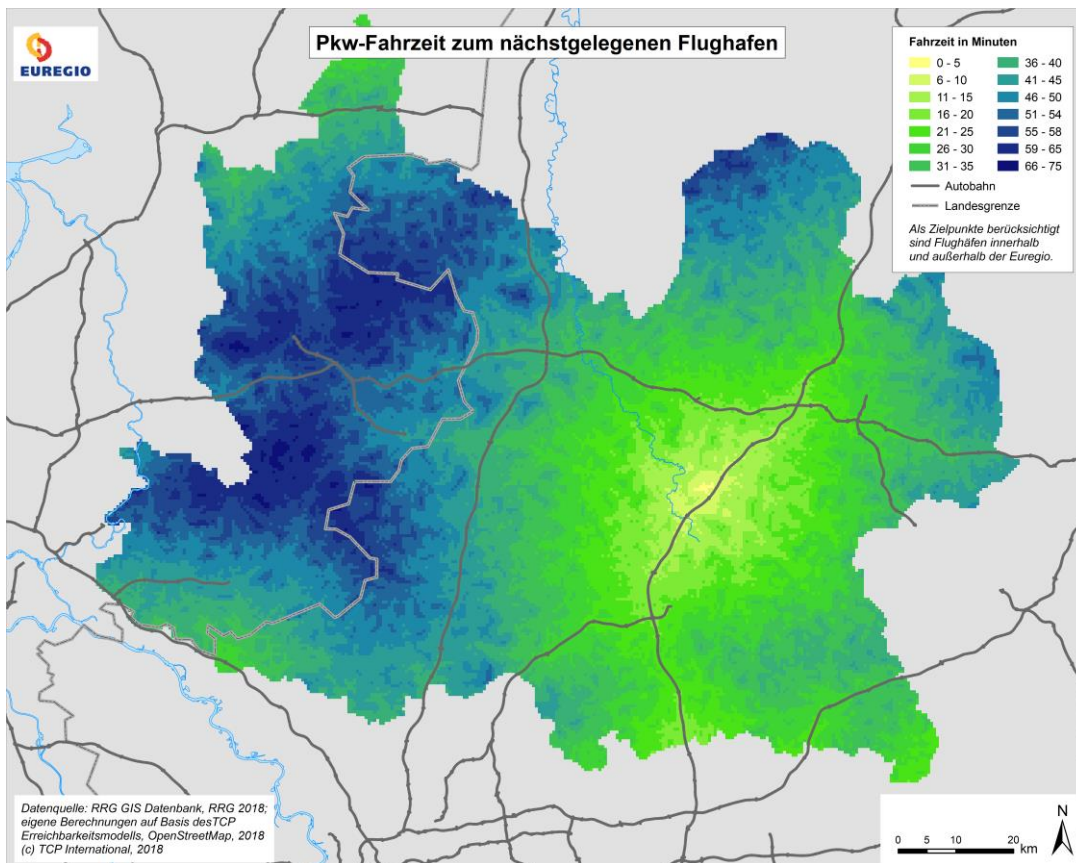 EUREGIO
Pkw-Fahrzeit zum nächstgelegenen Flughafen
Fahrzeit in Minuten
0 - 5
6 - 10
11 - 15
16 - 20
21 - 25
26 - 30
31 - 35
36 - 40
41 - 45
46 - 50
51 - 54
55 - 58
59 - 65
66 - 75
Autobahn
Landesgrenze
Als Zielpunkte berücksichtigt
sind Flughäfen innerhalb
und außerhalb der Euregio.
Datenquelle: RRG GIS Datenbank, RRG 2018;
eigene Berechnungen auf Basis desTCP
Erreichbarkeitsmodells, OpenStreetMap, 2018
(c) TCP International, 2018
N
0 5 10 20
km